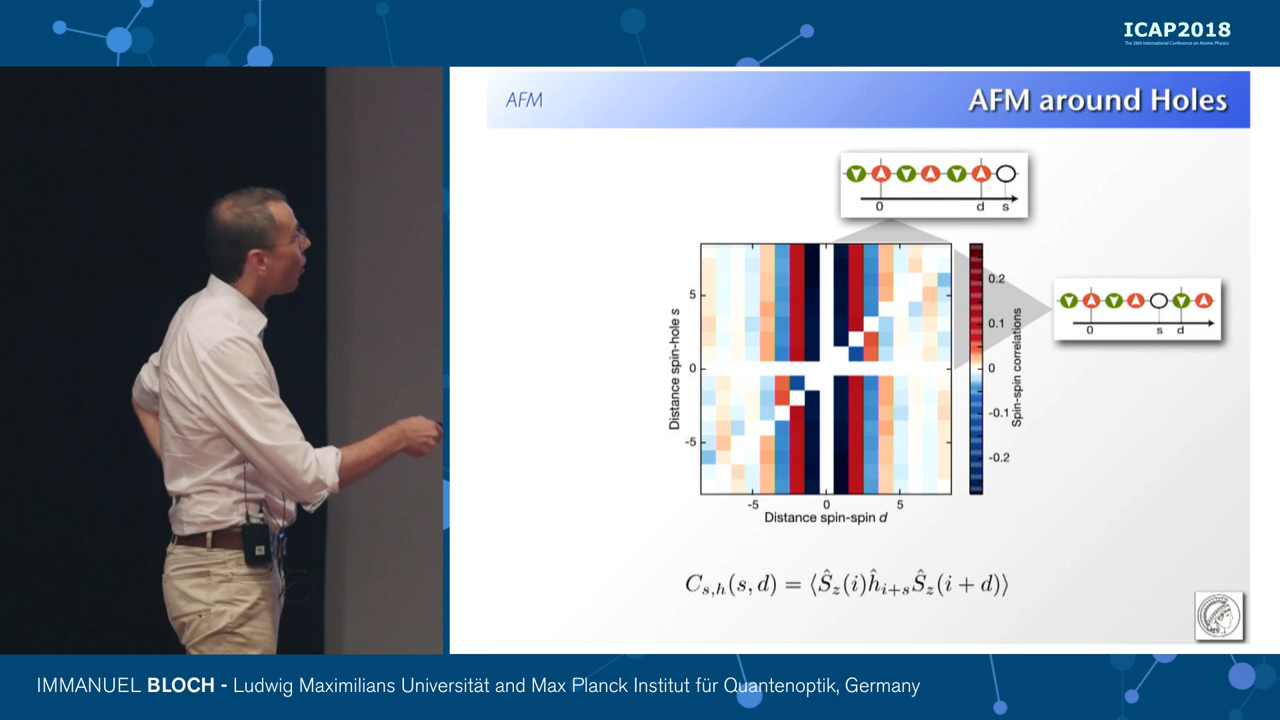 ICAP2018
The 26th International Conference on Atomic Physics
AFM
AFM around Holes
0 d s
0 s d
5
0
-5
Distance spin-hole s
-5 0 5
Distance spin-spin d
0.2
0.1
0
-0.1
-0.2
Spin-spin correlations
C_{s,h}(s, d) = ⟨Ŝ_z(i)ĥ_{i+s}Ŝ_z(i + d)⟩
IMMANUEL BLOCH - Ludwig Maximilians Universität and Max Planck Institut für Quantenoptik, Germany